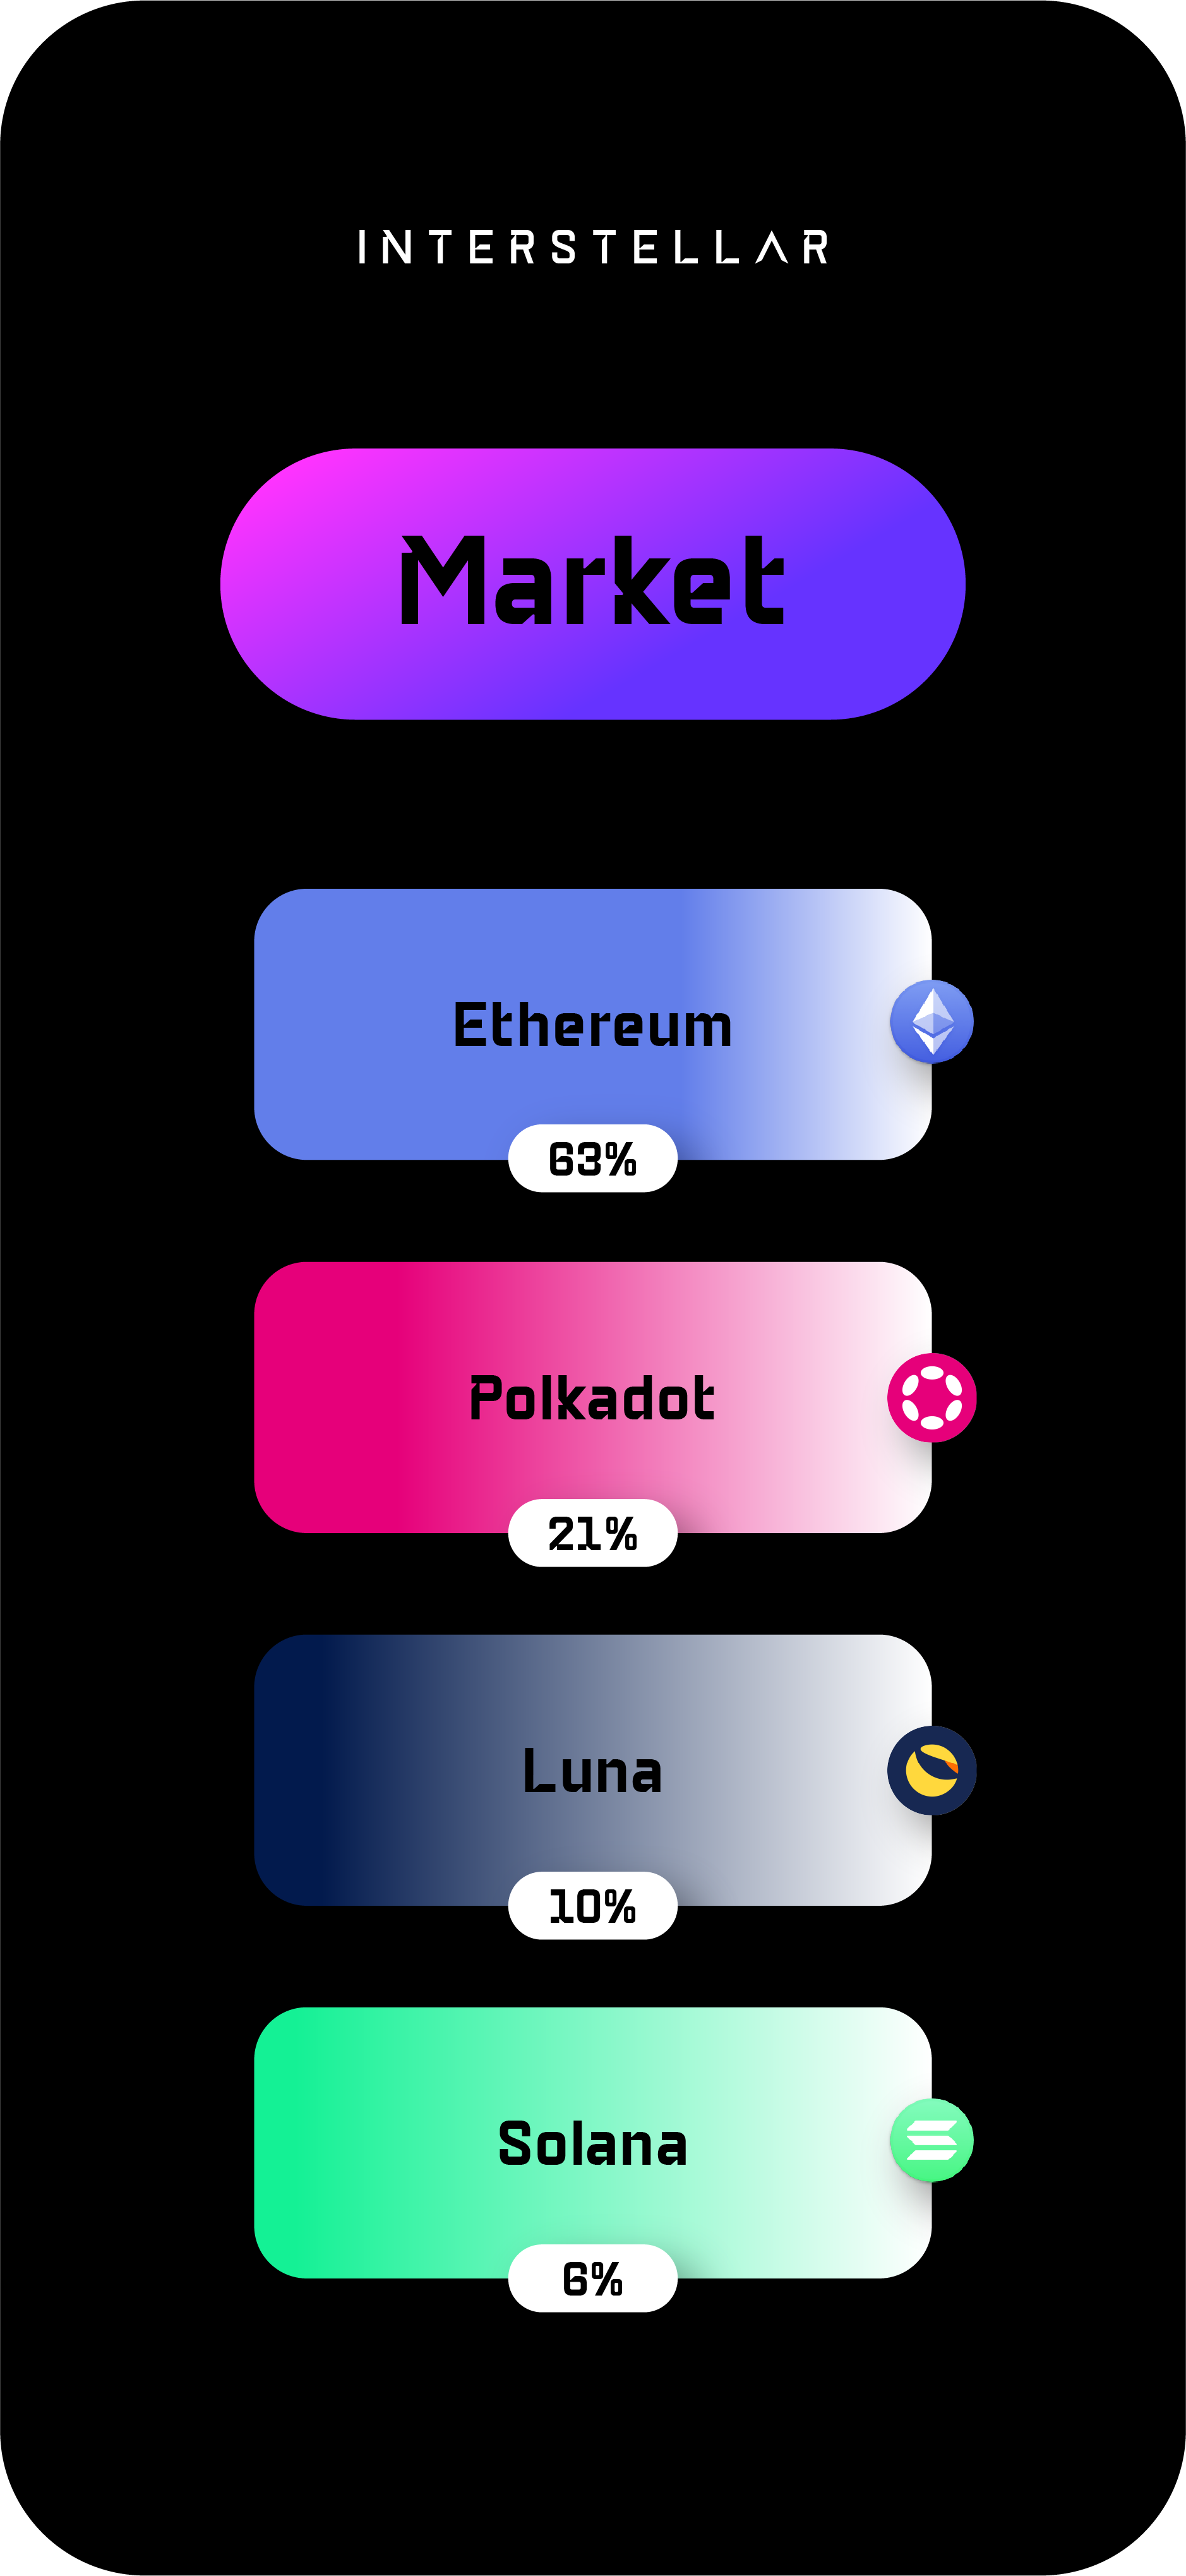 INTERSTELLAR
Market
Ethereum
63%
Polkadot
21%
Luna
10%
Solana
6%